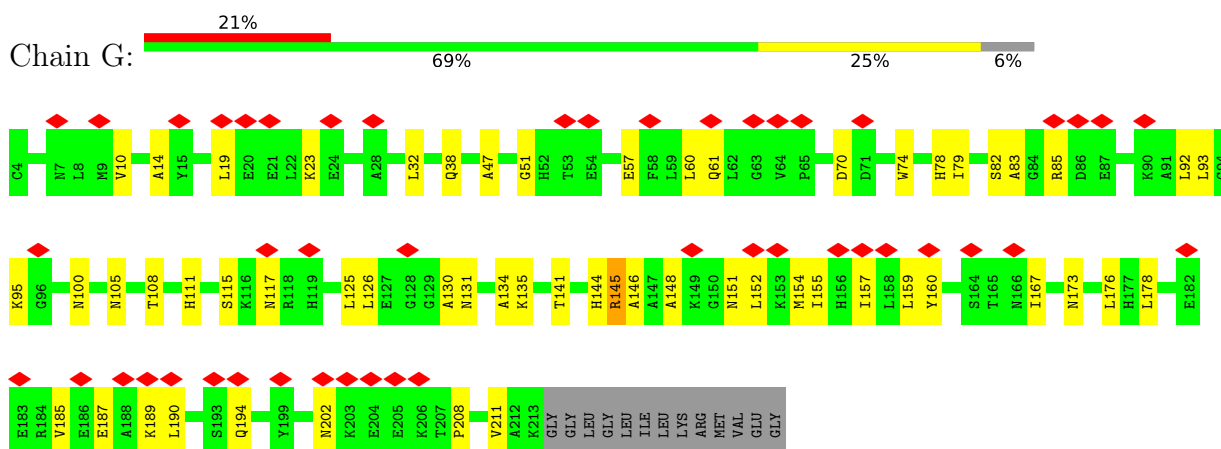 21%
Chain G:
69% 25% 6%
C4 N7 L8 M9 V10 A14 Y15 L19 E20 E21 L22 K23 E24 A28 L32 Q38 A47 G51 H52 T53 E54 E57 F58 L59 L60 Q61 L62 G63 V64 P65 D70 D71 W74 H78 I79 S82 A83 G84 R85 D86 E87 K90 A91 L92 L93
K95 G96 N100 N105 T108 H111 S115 K116 N117 R118 H119 L125 L126 E127 G128 G129 A130 N131 A134 K135 T141 H144 R145 A146 A147 A148 K149 G150 N151 L152 K153 M154 I155 H156 I157 L158 L159 Y160 S164 T165 N166 I167 N173 L176 H177 L178 E182
E183 R184 V185 E186 E187 A188 K189 L190 S193 Q194 Y199 N202 K203 E204 E205 K206 T207 P208 V211 A212 K213 GLY GLY LEU GLY LEU ILE LEU LYS ARG MET VAL GLU GLY